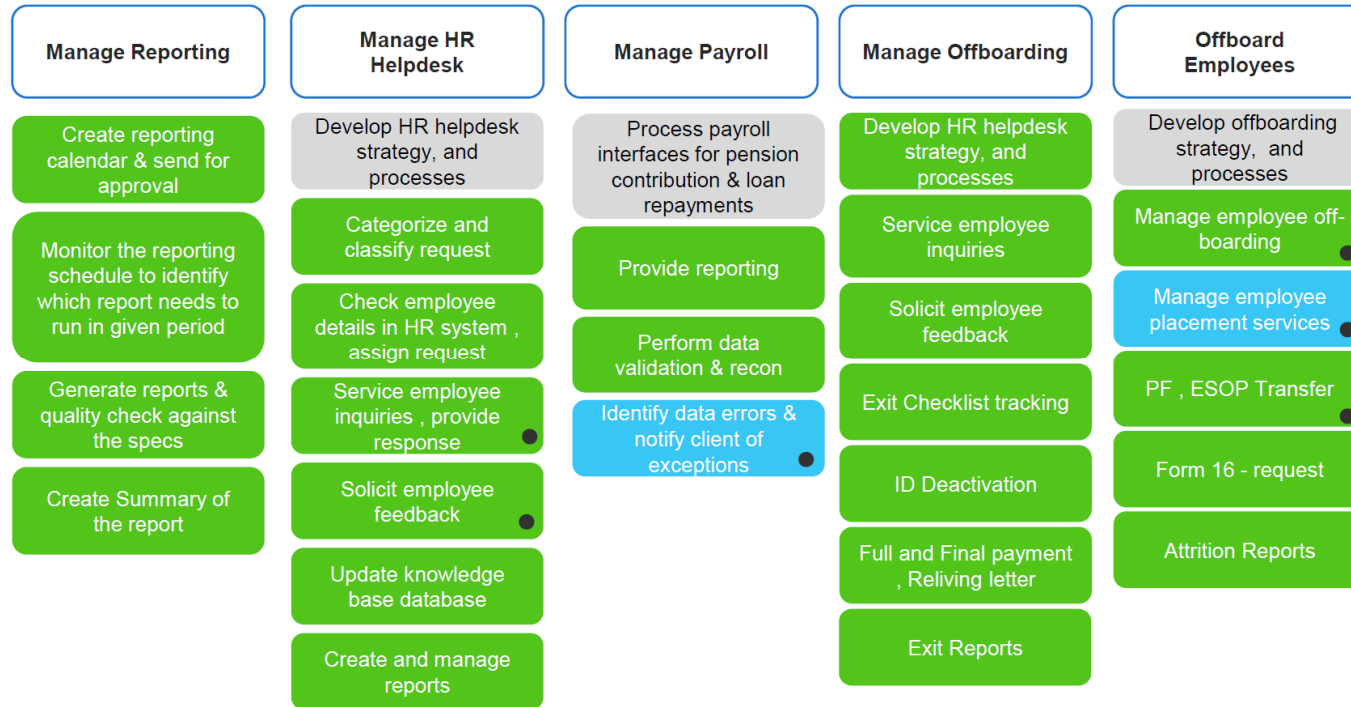 Manage Reporting
Create reporting
calendar & send for
approval
Monitor the reporting
schedule to identify
which report needs to
run in given period
Generate reports &
quality check against
the specs
Create Summary of
the report
Manage HR
Helpdesk
Develop HR helpdesk
strategy, and
processes
Categorize and
classify request
Check employee
details in HR system ,
assign request
Service employee
inquiries , provide
response
Solicit employee
feedback
Update knowledge
base database
Create and manage
reports
Manage Payroll
Process payroll
interfaces for pension
contribution & loan
repayments
Provide reporting
Perform data
validation & recon
Identify data errors &
notify client of
exceptions
Manage Offboarding
Develop HR helpdesk
strategy, and
processes
Service employee
inquiries
Solicit employee
feedback
Exit Checklist tracking
ID Deactivation
Full and Final payment
, Reliving letter
Exit Reports
Offboard
Employees
Develop offboarding
strategy, and
processes
Manage employee off-
boarding
Manage employee
placement services
PF , ESOP Transfer
Form 16 - request
Attrition Reports